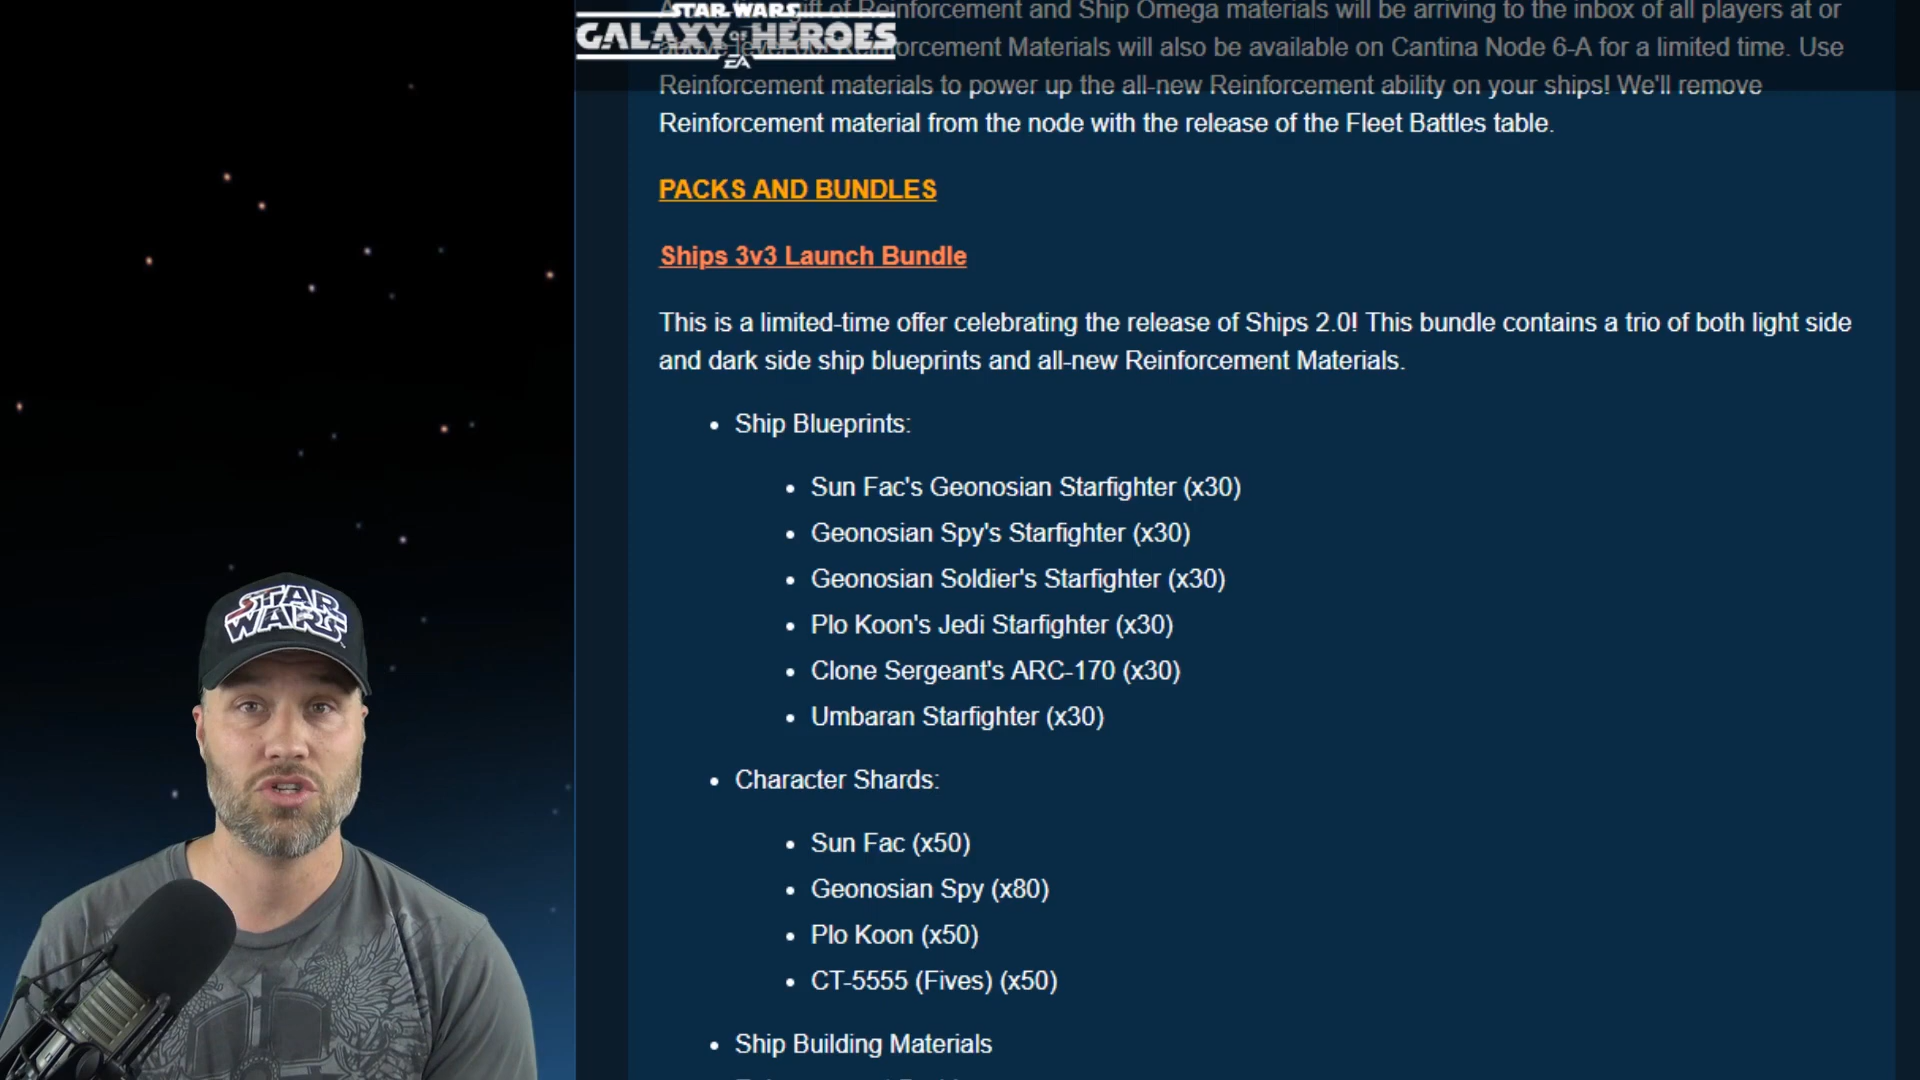 STAR WARS
GALAXY OF HEROES
EA
gift of Reinforcement and Ship Omega materials will be arriving to the inbox of all players at or
Reinforcement Materials will also be available on Cantina Node 6-A for a limited time. Use
Reinforcement materials to power up the all-new Reinforcement ability on your ships! We'll remove
Reinforcement material from the node with the release of the Fleet Battles table.
PACKS AND BUNDLES
Ships 3v3 Launch Bundle
This is a limited-time offer celebrating the release of Ships 2.0! This bundle contains a trio of both light side
and dark side ship blueprints and all-new Reinforcement Materials.
• Ship Blueprints:
• Sun Fac's Geonosian Starfighter (x30)
• Geonosian Spy's Starfighter (x30)
• Geonosian Soldier's Starfighter (x30)
• Plo Koon's Jedi Starfighter (x30)
• Clone Sergeant's ARC-170 (x30)
• Umbaran Starfighter (x30)
• Character Shards:
• Sun Fac (x50)
• Geonosian Spy (x80)
• Plo Koon (x50)
• CT-5555 (Fives) (x50)
• Ship Building Materials
STAR
WARS